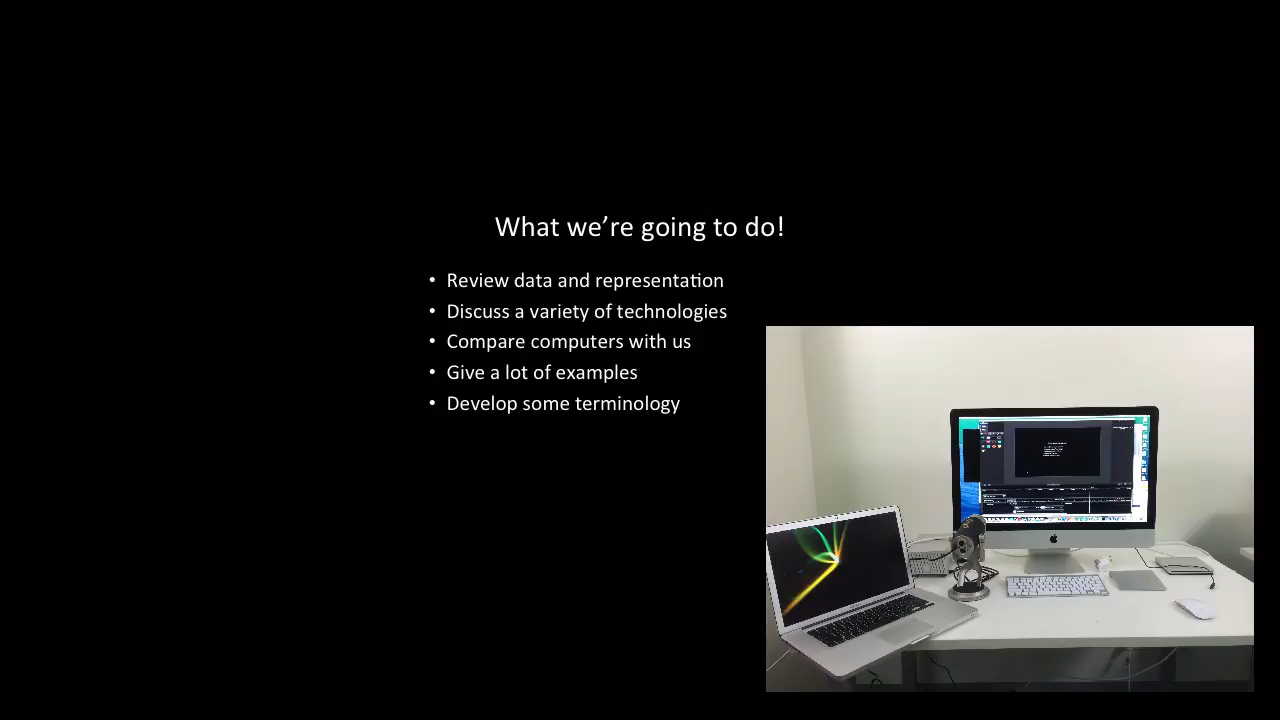 What we’re going to do!
• Review data and representation
• Discuss a variety of technologies
• Compare computers with us
• Give a lot of examples
• Develop some terminology